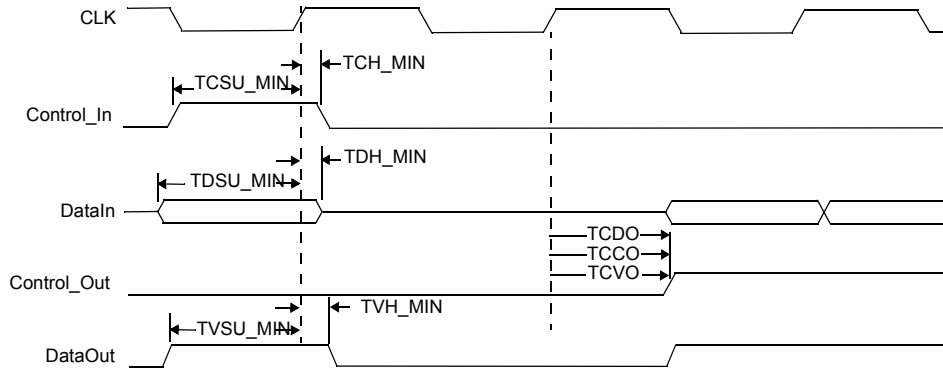 CLK
TCH_MIN
TCSU_MIN
Control_In
TDH_MIN
TDSU_MIN
DataIn
TCDO
TCCO
TCVO
Control_Out
TVH_MIN
TVSU_MIN
DataOut